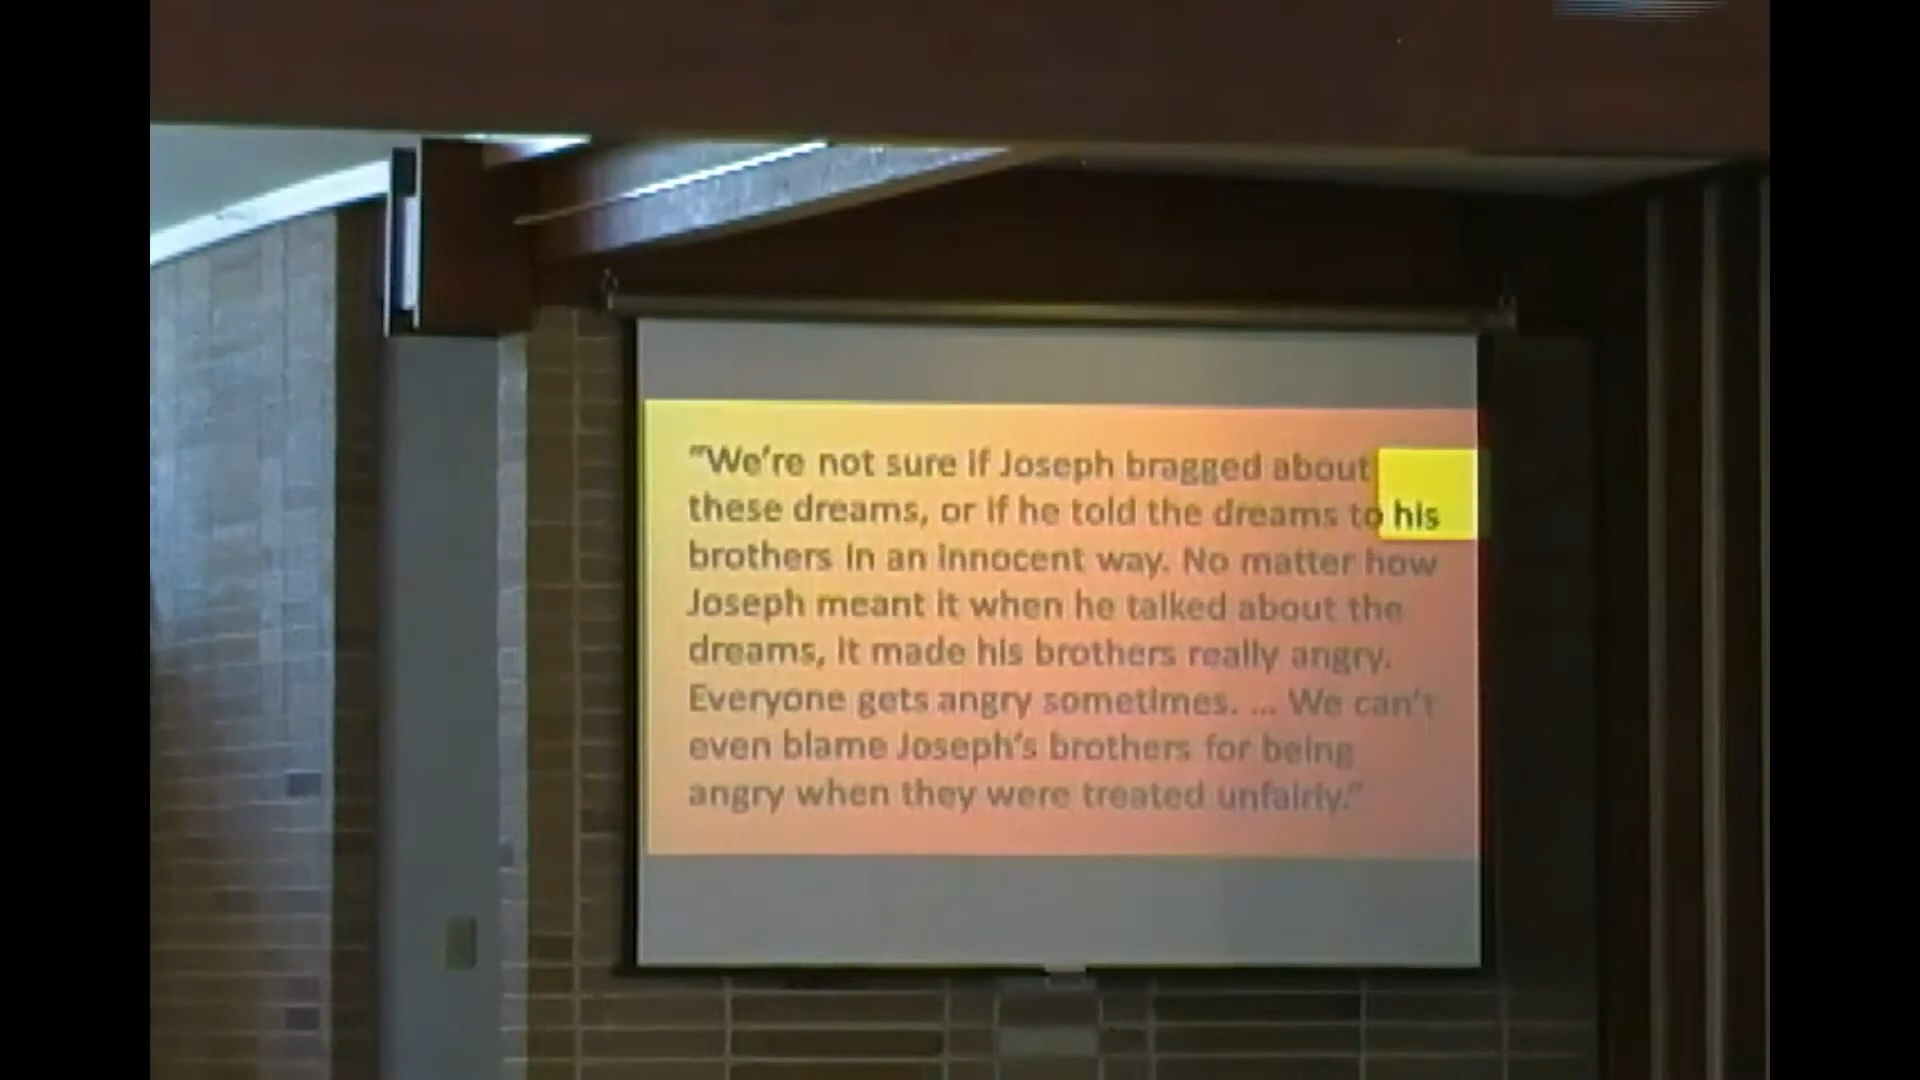 "We're not sure if Joseph bragged about
these dreams, or if he told the dreams to his
brothers in an innocent way. No matter how
Joseph meant it when he talked about the
dreams, it made his brothers really angry.
Everyone gets angry sometimes. ... We can't
even blame Joseph's brothers for being
angry when they were treated unfairly."